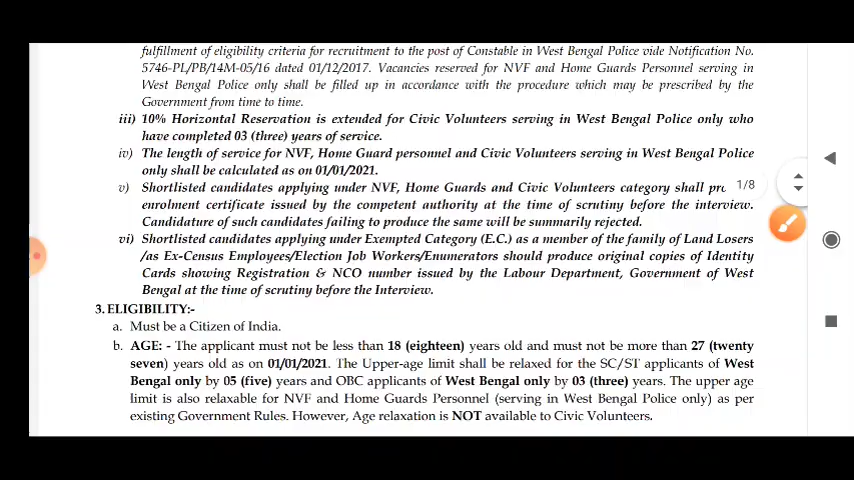 fulfillment of eligibility criteria for recruitment to the post of Constable in West Bengal Police vide Notification No.
5746-PL/PB/14M-05/16 dated 01/12/2017. Vacancies reserved for NVF and Home Guards Personnel serving in
West Bengal Police only shall be filled up in accordance with the procedure which may be prescribed by the
Government from time to time.
iii) 10% Horizontal Reservation is extended for Civic Volunteers serving in West Bengal Police only who
have completed 03 (three) years of service.
iv) The length of service for NVF, Home Guard personnel and Civic Volunteers serving in West Bengal Police
only shall be calculated as on 01/01/2021.
v) Shortlisted candidates applying under NVF, Home Guards and Civic Volunteers category shall
1/8
enrolment certificate issued by the competent authority at the time of scrutiny before the interview.
Candidature of such candidates failing to produce the same will be summarily rejected.
vi) Shortlisted candidates applying under Exempted Category (E.C.) as a member of the family of Land Losers
/as Ex-Census Employees/Election Job Workers/Enumerators should produce original copies of Identity
Cards showing Registration & NCO number issued by the Labour Department, Government of West
Bengal at the time of scrutiny before the Interview.
3. ELIGIBILITY:-
a. Must be a Citizen of India.
b. AGE: - The applicant must not be less than 18 (eighteen) years old and must not be more than 27 (twenty
seven) years old as on 01/01/2021. The Upper-age limit shall be relaxed for the SC/ST applicants of West
Bengal only by 05 (five) years and OBC applicants of West Bengal only by 03 (three) years. The upper age
limit is also relaxable for NVF and Home Guards Personnel (serving in West Bengal Police only) as per
existing Government Rules. However, Age relaxation is NOT available to Civic Volunteers.